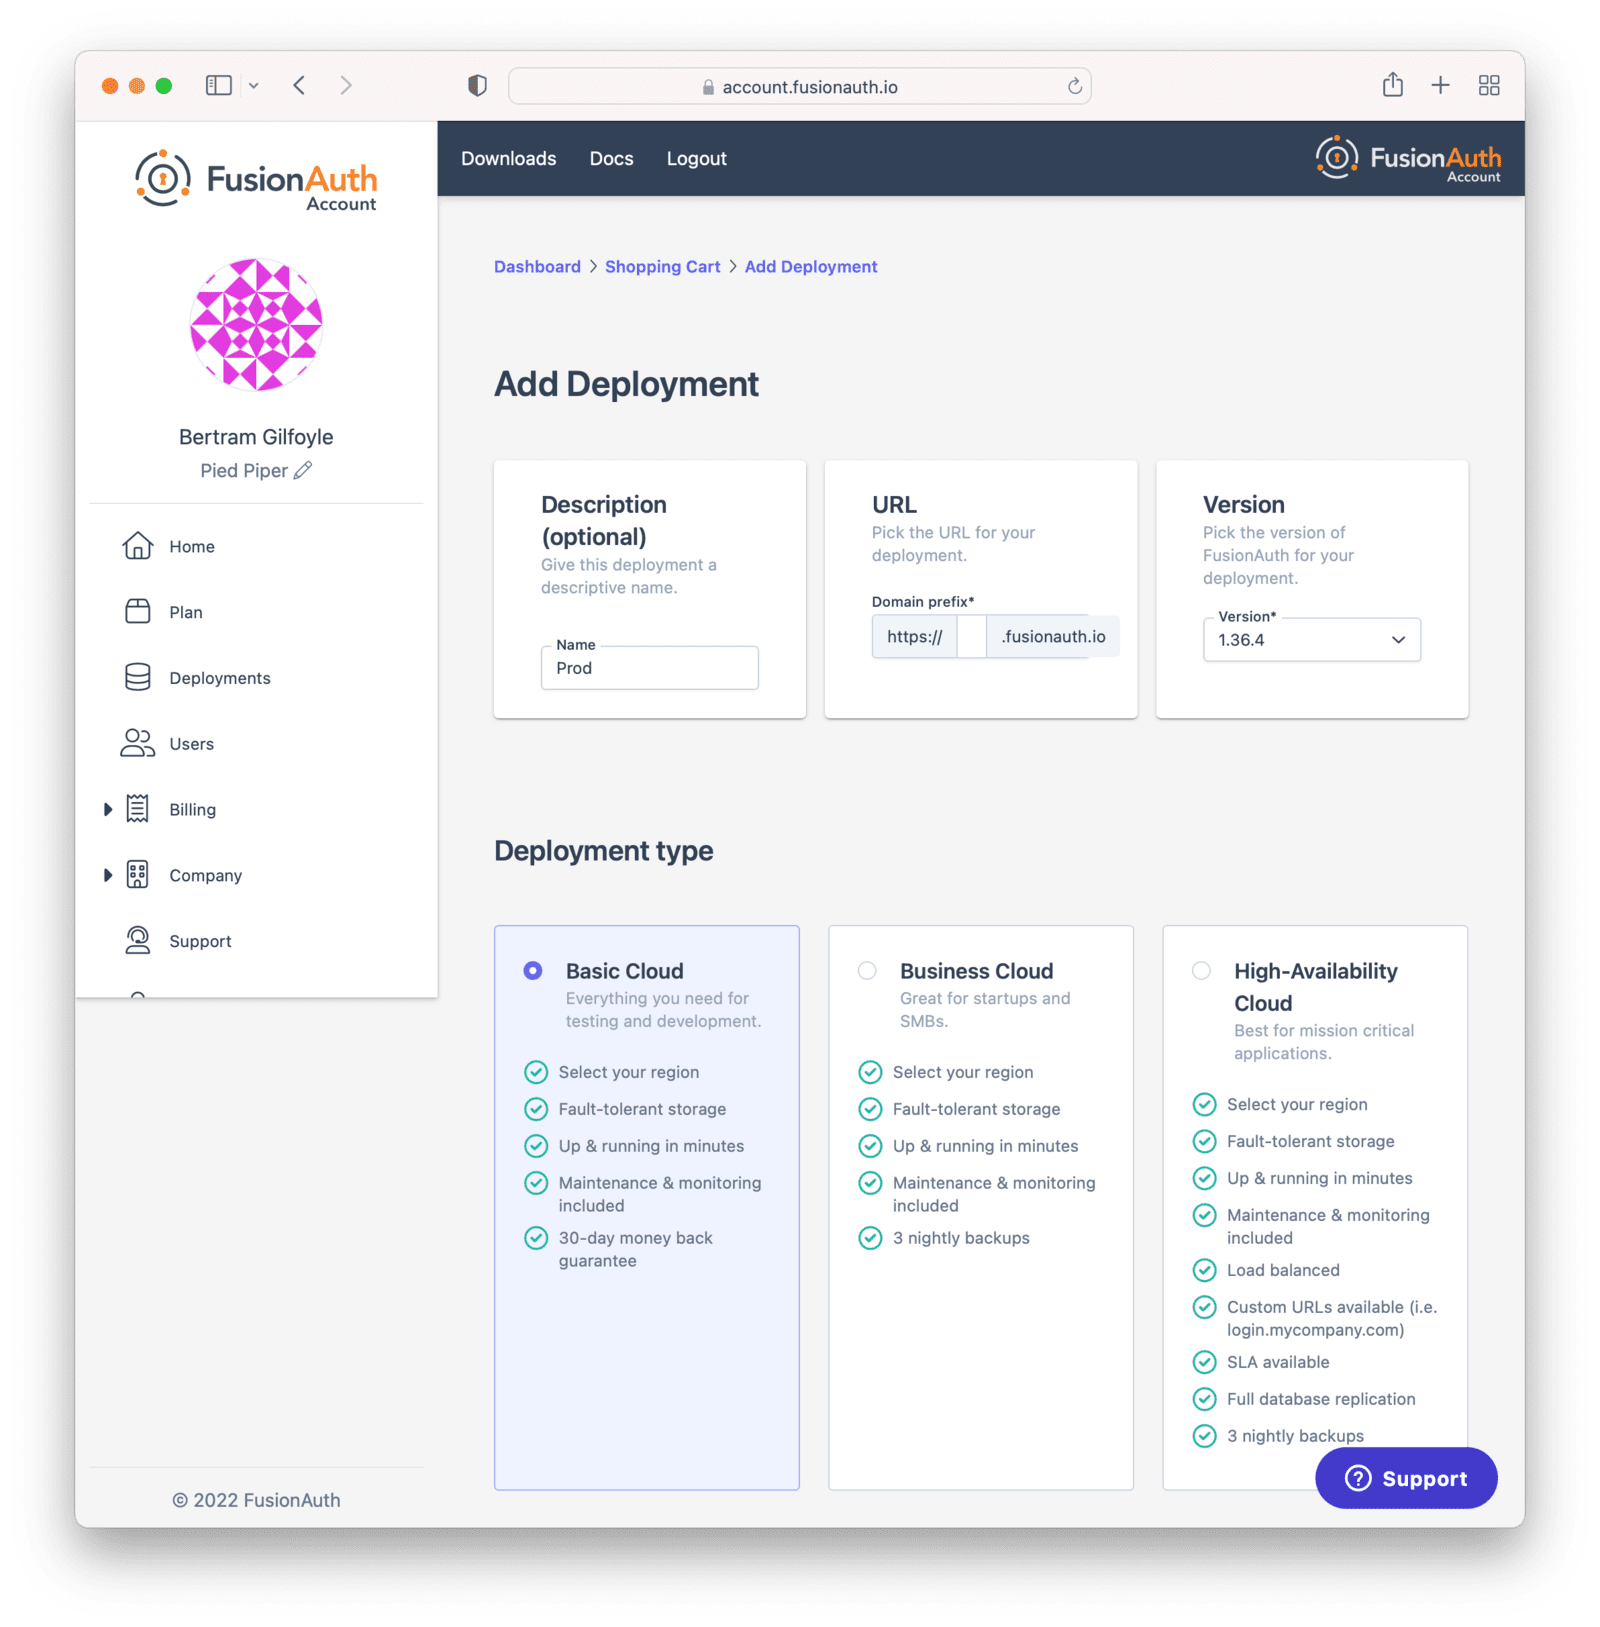 account.fusionauth.io
FusionAuth
Account
Downloads Docs Logout
FusionAuth
Account
Bertram Gilfoyle
Pied Piper
Home
Plan
Deployments
Users
Billing
Company
Support
© 2022 FusionAuth
Dashboard > Shopping Cart > Add Deployment
Add Deployment
Description
(optional)
Give this deployment a
descriptive name.
Name
Prod
URL
Pick the URL for your
deployment.
Domain prefix*
https:// .fusionauth.io
Version
Pick the version of
FusionAuth for your
deployment.
Version*
1.36.4
Deployment type
Basic Cloud
Everything you need for
testing and development.
Select your region
Fault-tolerant storage
Up & running in minutes
Maintenance & monitoring
included
30-day money back
guarantee
Business Cloud
Great for startups and
SMBs.
Select your region
Fault-tolerant storage
Up & running in minutes
Maintenance & monitoring
included
3 nightly backups
High-Availability
Cloud
Best for mission critical
applications.
Select your region
Fault-tolerant storage
Up & running in minutes
Maintenance & monitoring
included
Load balanced
Custom URLs available (i.e.
login.mycompany.com)
SLA available
Full database replication
3 nightly backups
Support